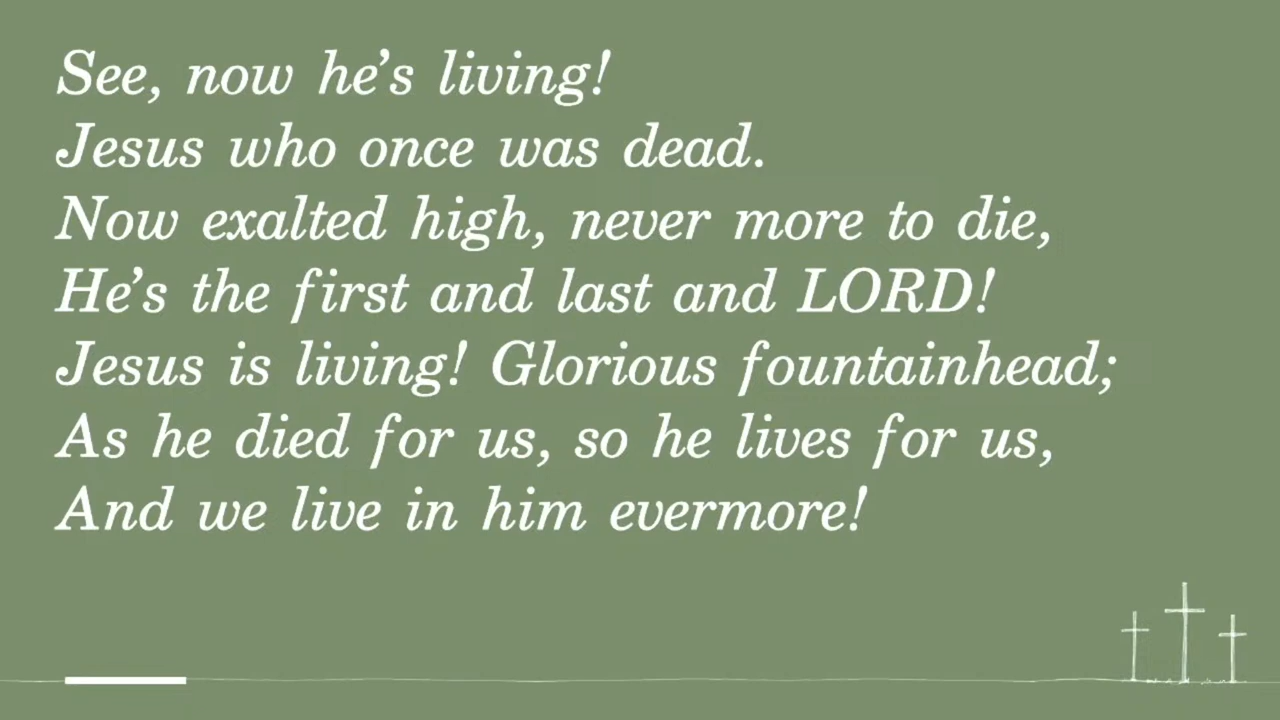 See, now he’s living!
Jesus who once was dead.
Now exalted high, never more to die,
He’s the first and last and LORD!
Jesus is living! Glorious fountainhead;
As he died for us, so he lives for us,
And we live in him evermore!